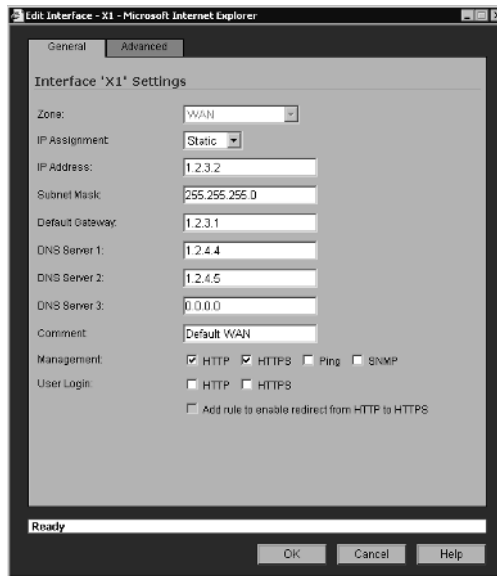 Edit Interface - X1 - Microsoft Internet Explorer
General Advanced
Interface 'X1' Settings
Zone: WAN
IP Assignment: Static
IP Address: 1.2.3.2
Subnet Mask: 255.255.255.0
Default Gateway: 1.2.3.1
DNS Server 1: 1.2.4.4
DNS Server 2: 1.2.4.5
DNS Server 3: 0.0.0.0
Comment: Default WAN
Management: HTTP HTTPS Ping SNMP
User Login: HTTP HTTPS
Add rule to enable redirect from HTTP to HTTPS
Ready
OK Cancel Help